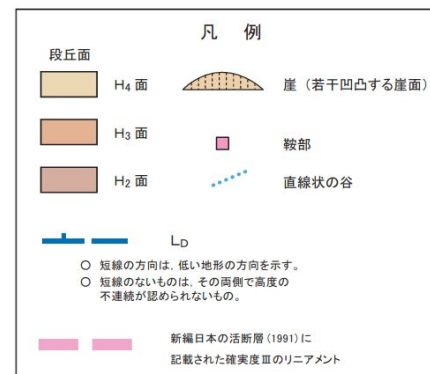 凡 例
段丘面
H4 面
崖（若干凹凸する崖面）
H3 面
鞍部
H2 面
直線状の谷
LD
○ 短線の方向は，低い地形の方向を示す。
○ 短線のないものは，その両側で高度の
不連続が認められないもの。
新編日本の活断層（1991）に
記載された確実度Ⅲのリニアメント